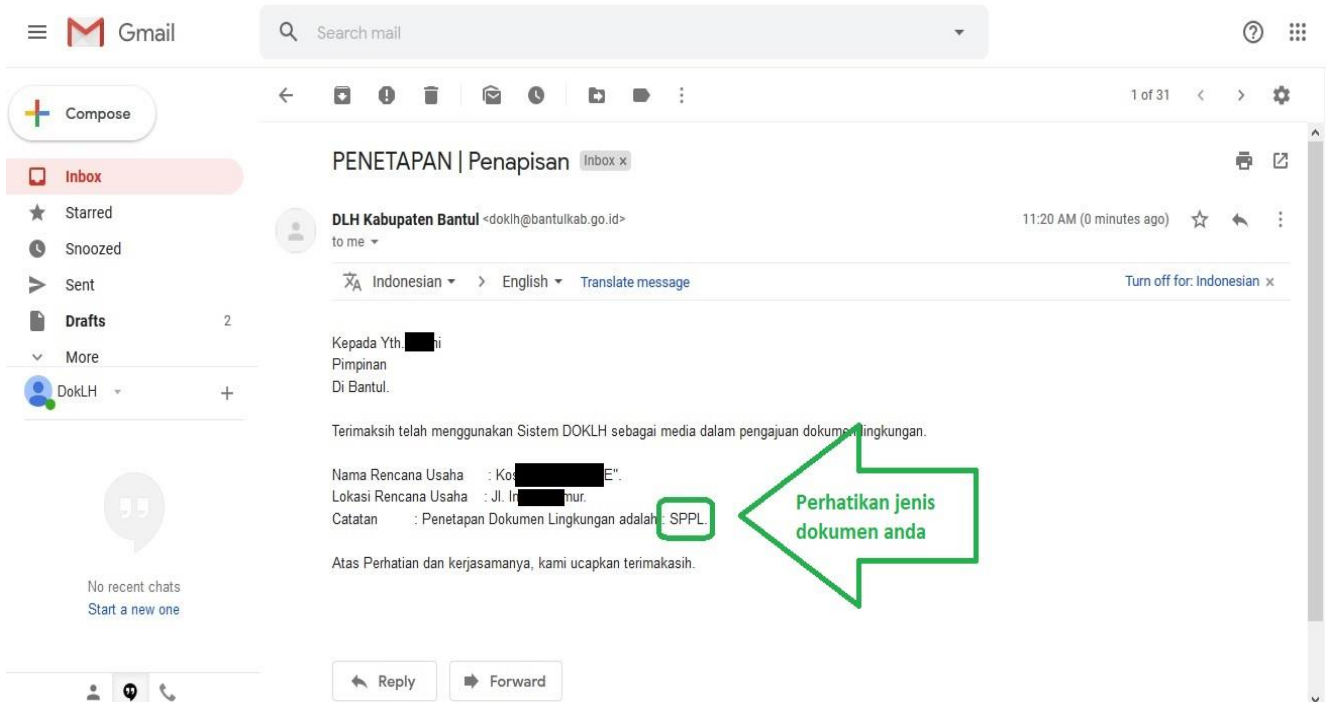 Gmail
Search mail
Compose
1 of 31
Inbox
Starred
Snoozed
Sent
Drafts 2
More
DokLH
No recent chats
Start a new one
PENETAPAN | Penapisan Inbox x
DLH Kabupaten Bantul <doklh@bantulkab.go.id> 11:20 AM (0 minutes ago)
to me
Indonesian > English Translate message Turn off for: Indonesian x
Kepada Yth.
Pimpinan
Di Bantul.
Terimaksih telah menggunakan Sistem DOKLH sebagai media dalam pengajuan dokumen lingkungan.
Nama Rencana Usaha : Kos E".
Lokasi Rencana Usaha : Jl. In mur.
Catatan : Penetapan Dokumen Lingkungan adalah : SPPL.
Atas Perhatian dan kerjasamanya, kami ucapkan terimakasih.
Perhatikan jenis
dokumen anda
Reply
Forward